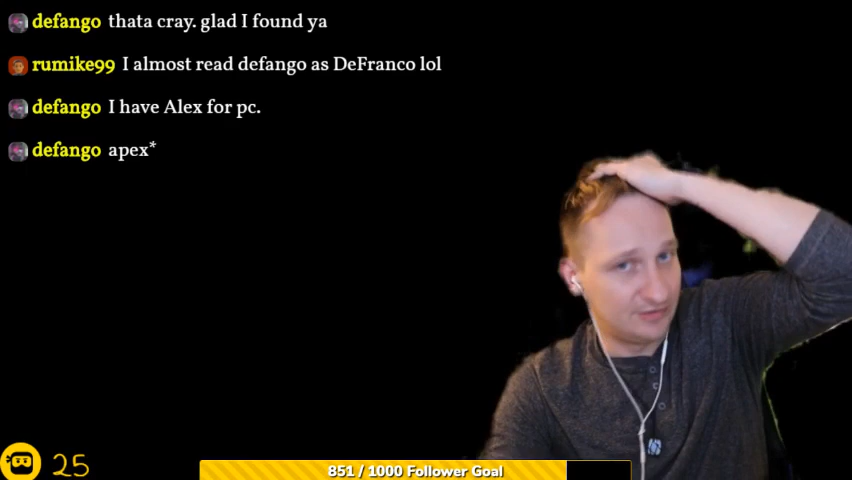 defango thata cray. glad I found ya
rumike99 I almost read defango as DeFranco lol
defango I have Alex for pc.
defango apex*
25
851 / 1000 Follower Goal